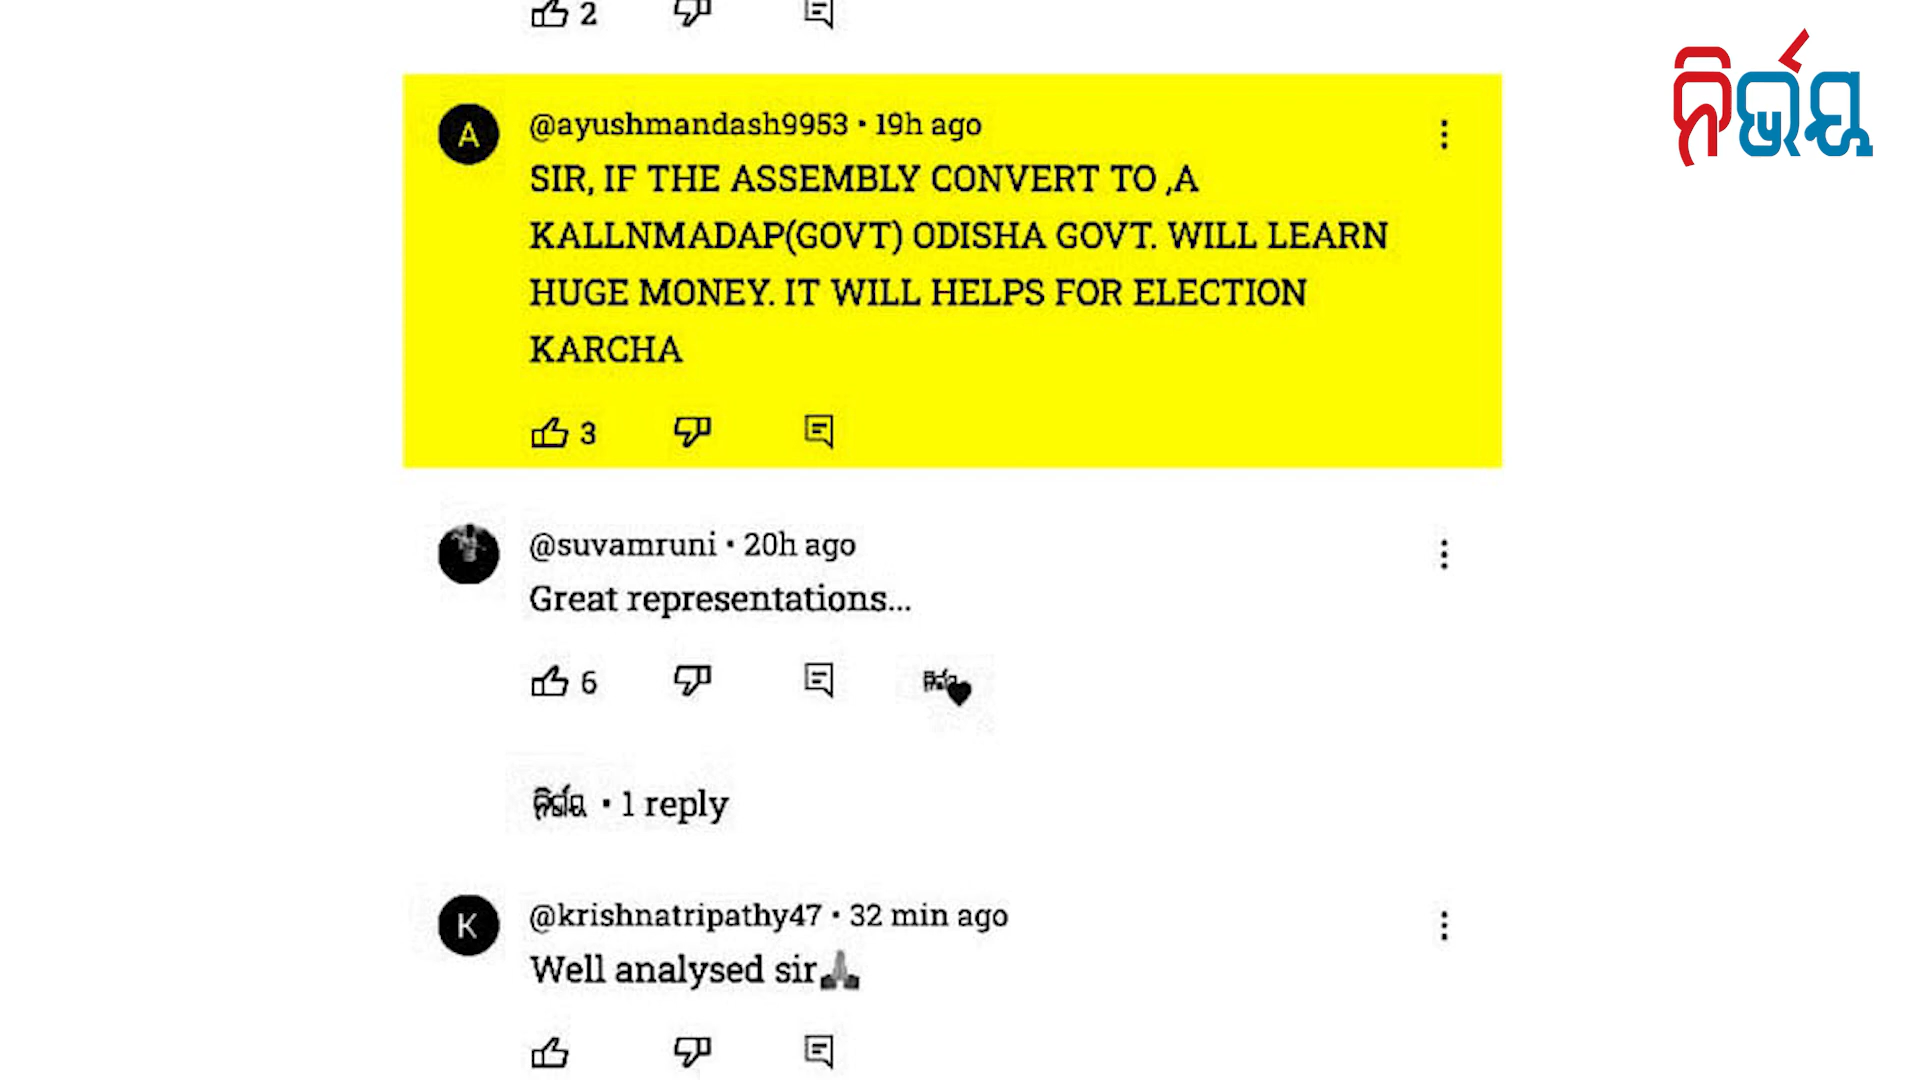 2
ନିର୍ଭୟ
@ayushmandash9953 • 19h ago
SIR, IF THE ASSEMBLY CONVERT TO ,A
KALLNMADAP(GOVT) ODISHA GOVT. WILL LEARN
HUGE MONEY. IT WILL HELPS FOR ELECTION
KARCHA
3
@suvamruni • 20h ago
Great representations...
6
ନିର୍ଭୟ • 1 reply
@krishnatripathy47 • 32 min ago
Well analysed sir🙏